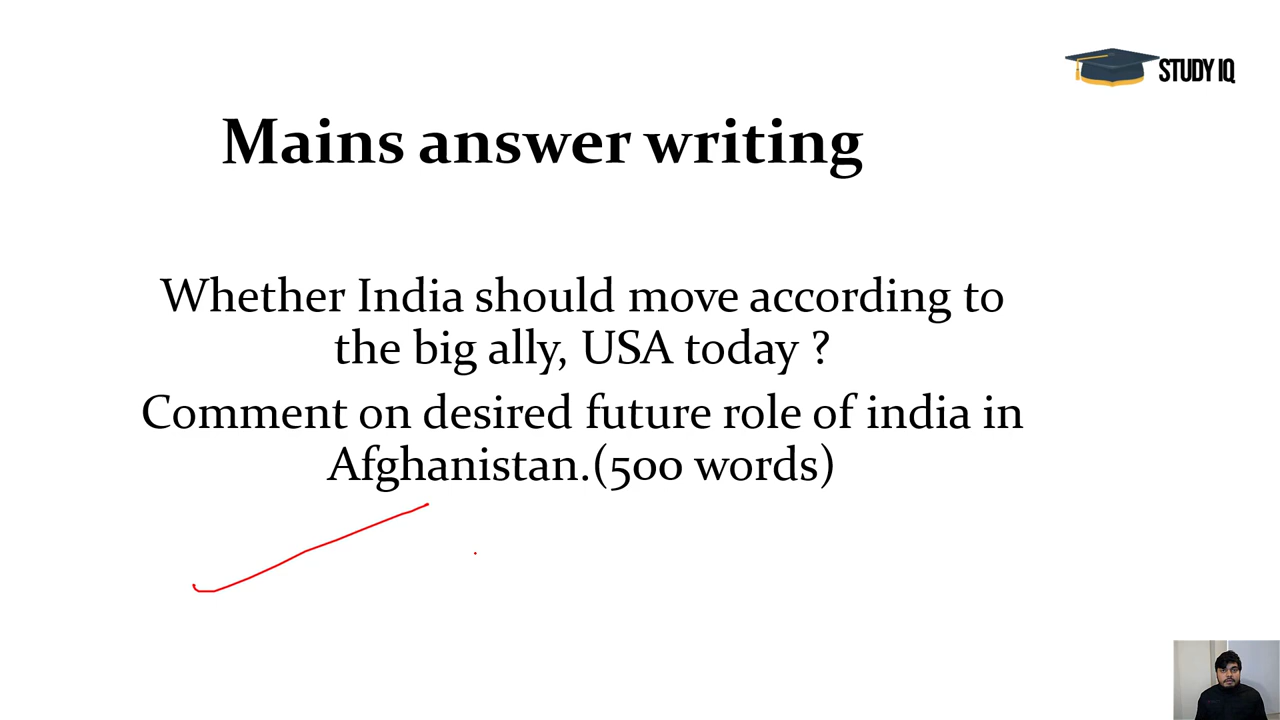 STUDY IQ
Mains answer writing
Whether India should move according to
the big ally, USA today ?
Comment on desired future role of india in
Afghanistan.(500 words)